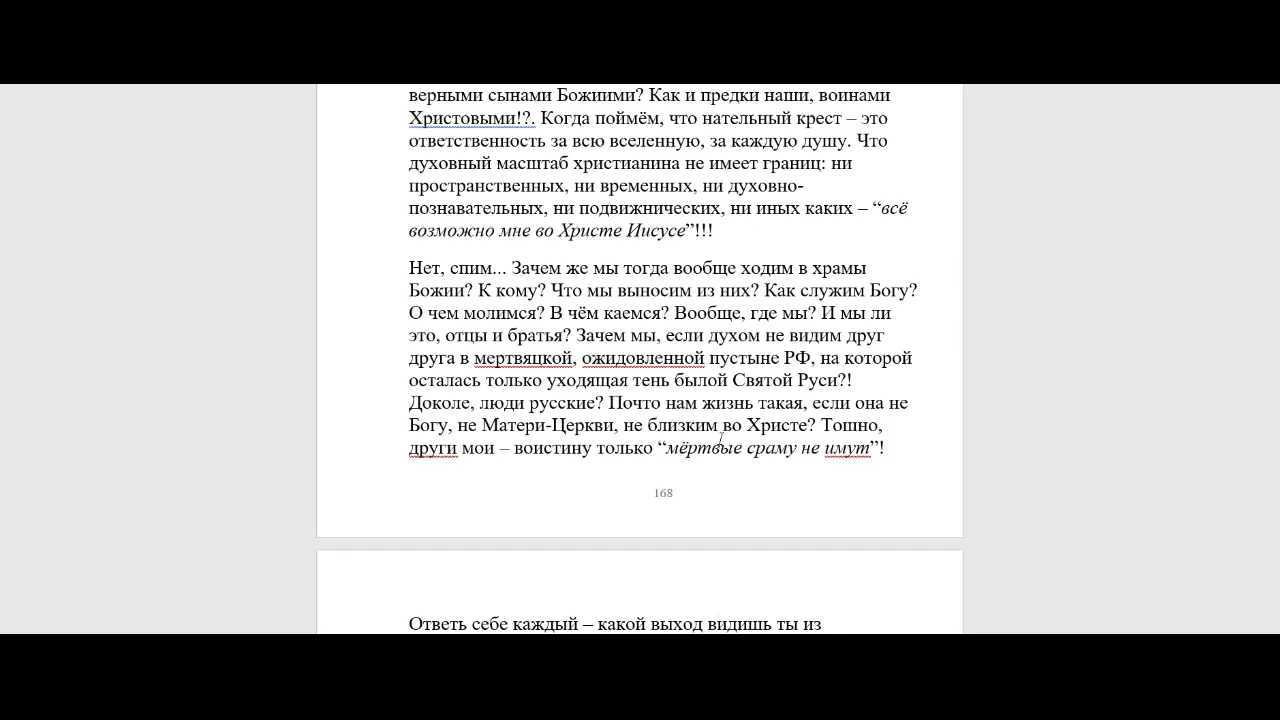 верными сынами Божиими? Как и предки наши, воинами
Христовыми!?. Когда поймём, что нательный крест – это
ответственность за всю вселенную, за каждую душу. Что
духовный масштаб христианина не имеет границ: ни
пространственных, ни временных, ни духовно-
познавательных, ни подвижнических, ни иных каких – “всё
возможно мне во Христе Иисусе”!!!
Нет, спим... Зачем же мы тогда вообще ходим в храмы
Божии? К кому? Что мы выносим из них? Как служим Богу?
О чем молимся? В чём каемся? Вообще, где мы? И мы ли
это, отцы и братья? Зачем мы, если духом не видим друг
друга в мертвяцкой, ожидовленной пустыне РФ, на которой
осталась только уходящая тень былой Святой Руси?!
Доколе, люди русские? Почто нам жизнь такая, если она не
Богу, не Матери-Церкви, не близким во Христе? Тошно,
други мои – воистину только “мёртвые сраму не имут”!
168
Ответь себе каждый – какой выход видишь ты из